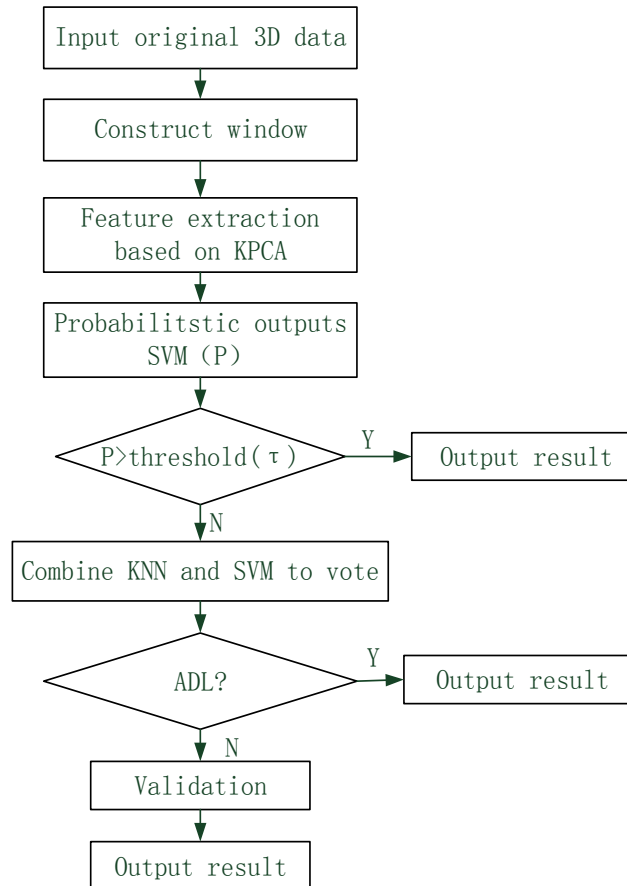 Input original 3D data
Construct window
Feature extraction
based on KPCA
Probabilitstic outputs
SVM (P)
P>threshold(τ)
Y
Output result
N
Combine KNN and SVM to vote
ADL?
Y
Output result
N
Validation
Output result